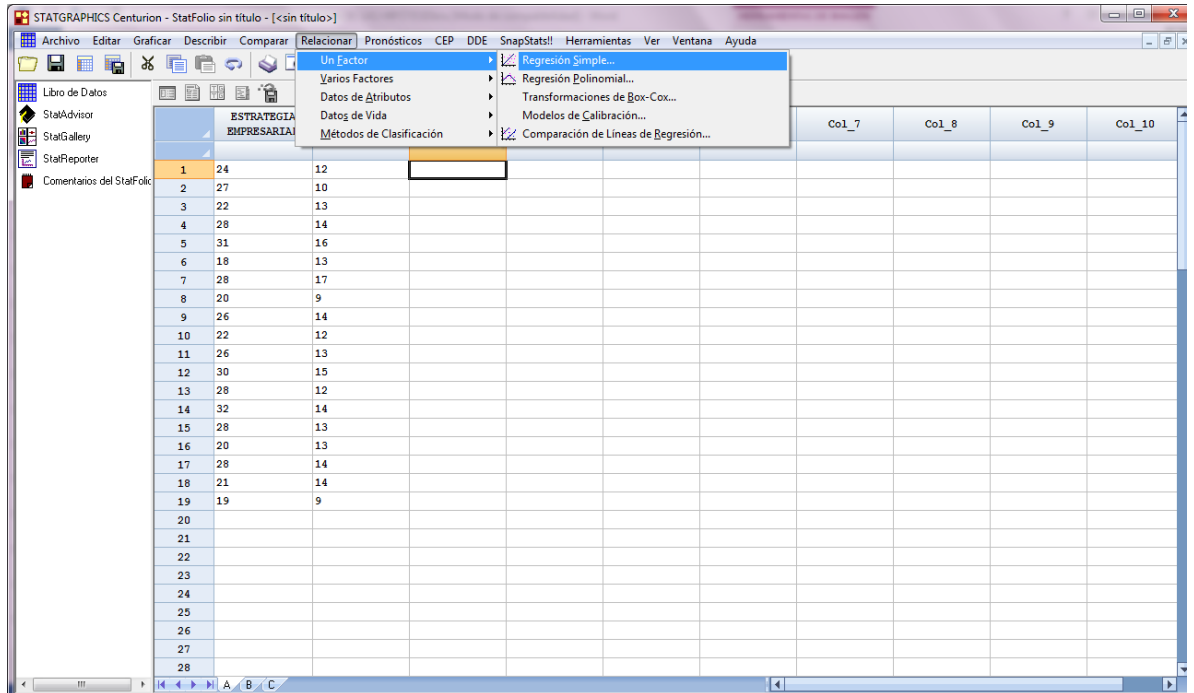 STATGRAPHICS Centurion - StatFolio sin título - [<sin título>]
Archivo Editar Graficar Describir Comparar Relacionar Pronósticos CEP DDE SnapStats!! Herramientas Ver Ventana Ayuda
Un Factor
Varios Factores
Datos de Atributos
Datos de Vida
Métodos de Clasificación
Regresión Simple...
Regresión Polinomial...
Transformaciones de Box-Cox...
Modelos de Calibración...
Comparación de Líneas de Regresión...
Libro de Datos
StatAdvisor
StatGallery
StatReporter
Comentarios del StatFolio
ESTRATEGIA
EMPRESARIAL
Col_7 Col_8 Col_9 Col_10
1 24 12
2 27 10
3 22 13
4 28 14
5 31 16
6 18 13
7 28 17
8 20 9
9 26 14
10 22 12
11 26 13
12 30 15
13 28 12
14 32 14
15 28 13
16 20 13
17 28 14
18 21 14
19 19 9
20
21
22
23
24
25
26
27
28
A B C